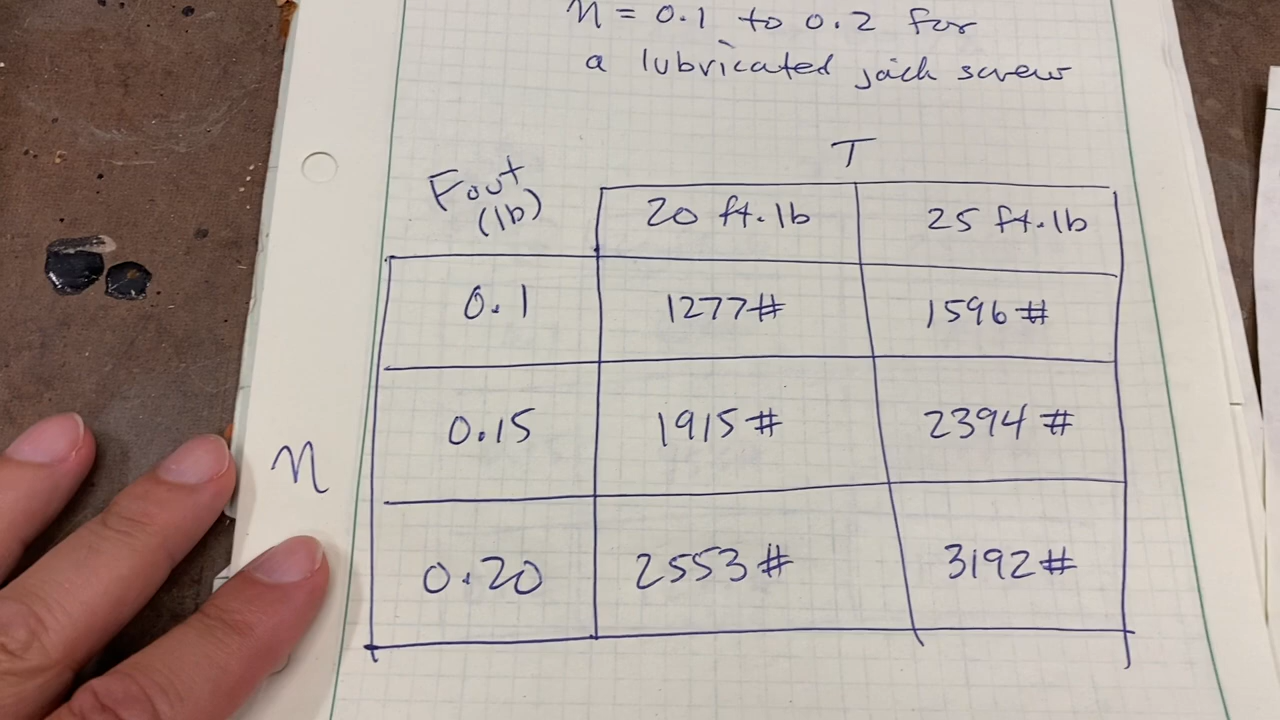 η = 0.1 to 0.2 for
a lubricated jack screw
T
Fout (lb) 20 ft.lb 25 ft.lb
0.1 1277# 1596#
0.15 1915# 2394#
η
0.20 2553# 3192#